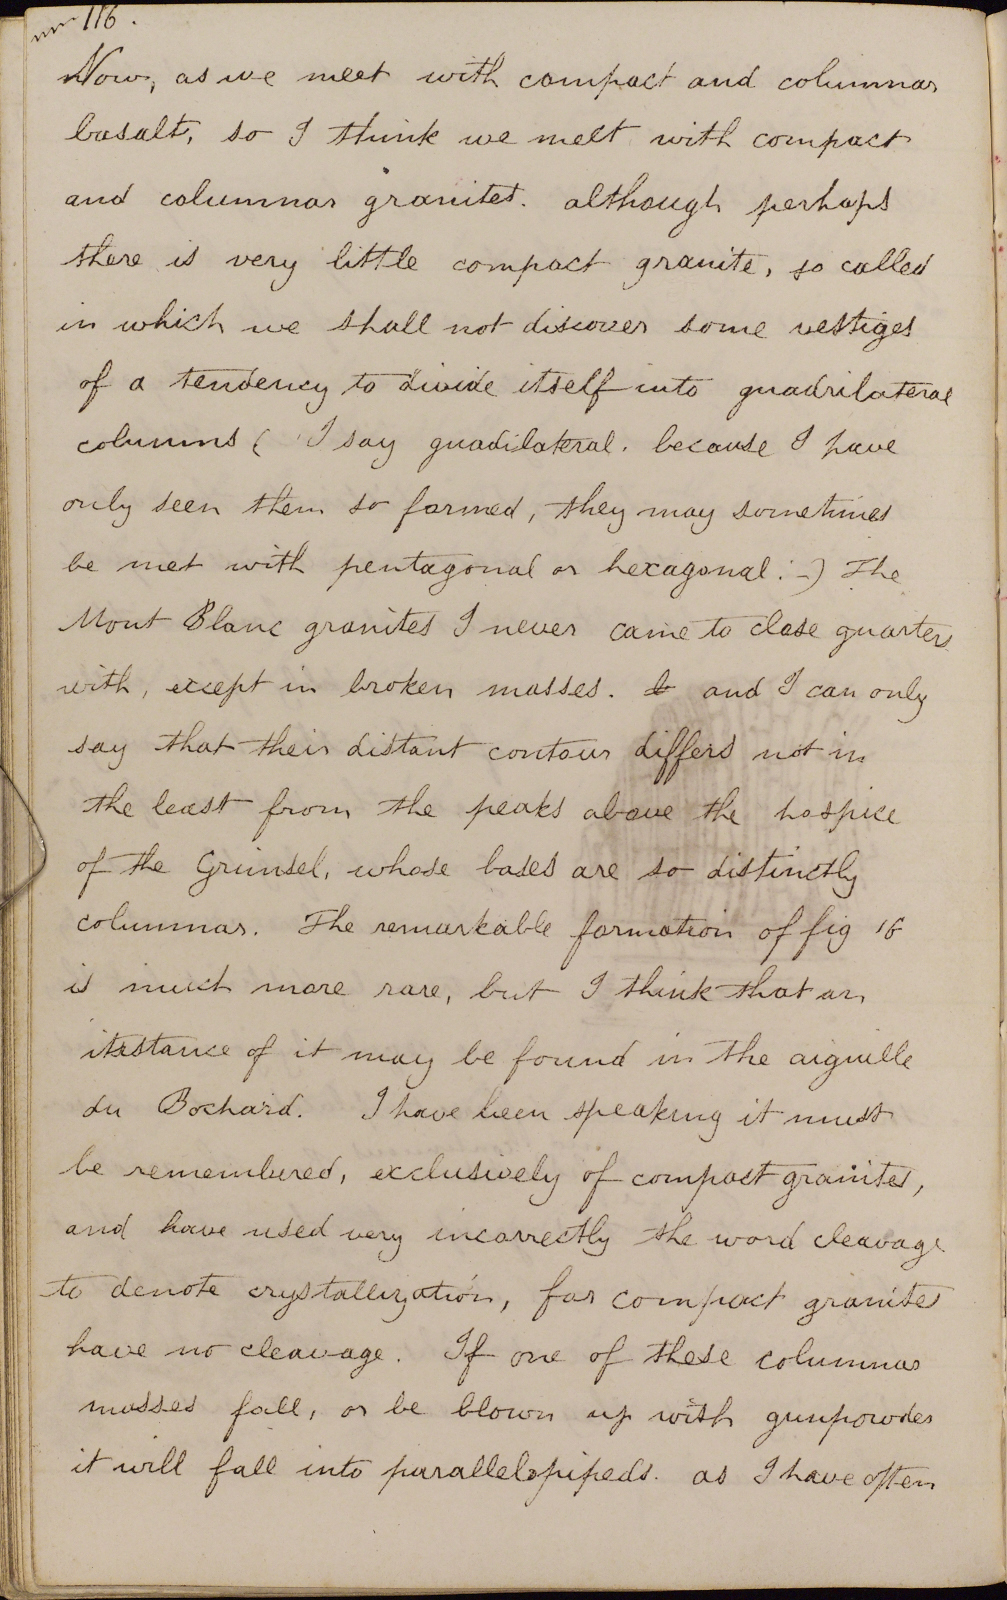 116.
Now, as we meet with compact and columnar
basalt, so I think we meet with compact
and columnar granites. although perhaps
there is very little compact granite, so called
in which we shall not discover some vestiges
of a tendency to divide itself into quadrilateral
columns ( I say quadilateral. because I have
only seen them so formed, they may sometimes
be met with pentagonal or hexagonal :-) The
Mont Blanc granites I never came to close quarters
with, except in broken masses. and I can only
say that their distant contour differs not in
the least from the peaks above the hospice
of the Grimsel, whose bases are so distinctly
columnar. The remarkable formation of fig 16
is much more rare, but I think that an
instance of it may be found in the aiguille
du Bochard. I have been speaking it must
be remembered, exclusively of compact granites,
and have used very incorrectly the word cleavage
to denote crystallization, for compact granites
have no cleavage. If one of these columnar
masses fall, or be blown up with gunpowder
it will fall into parallelopipeds. as I have often